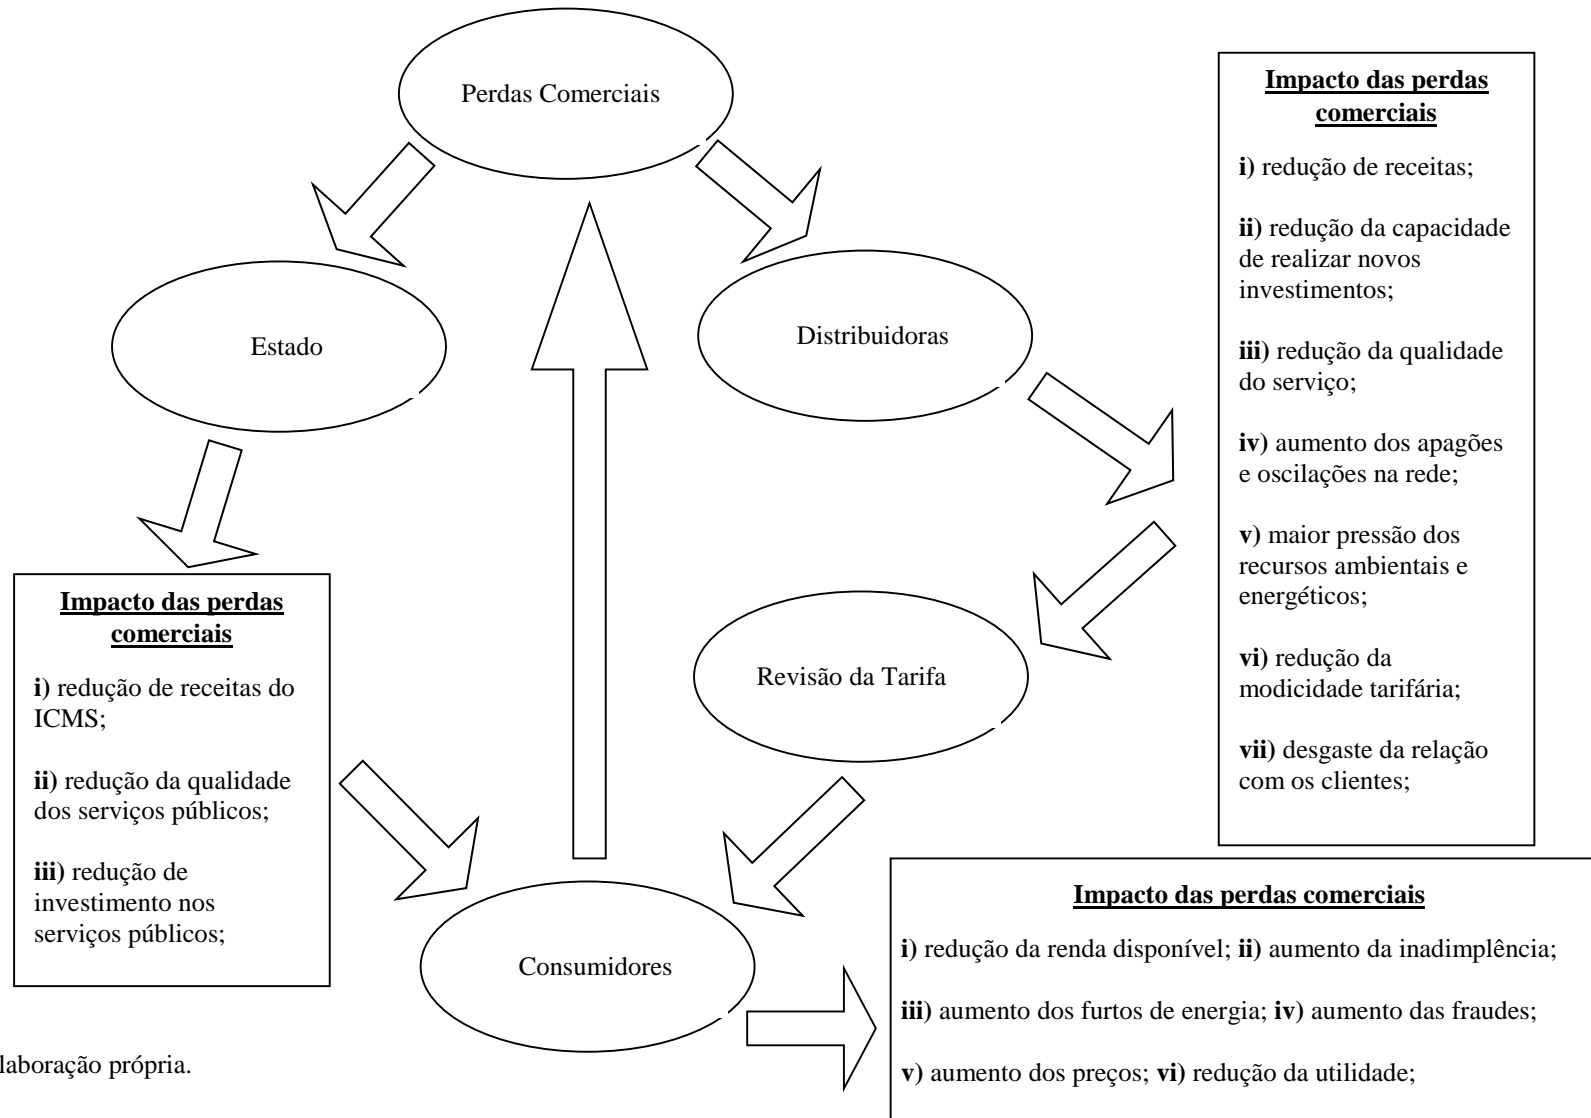 Perdas Comerciais
Impacto das perdas
comerciais
i) redução de receitas;
ii) redução da capacidade
de realizar novos
investimentos;
iii) redução da qualidade
do serviço;
iv) aumento dos apagões
e oscilações na rede;
v) maior pressão dos
recursos ambientais e
energéticos;
vi) redução da
modicidade tarifária;
vii) desgaste da relação
com os clientes;
Estado
Distribuidoras
Revisão da Tarifa
Impacto das perdas
comerciais
i) redução de receitas do
ICMS;
ii) redução da qualidade
dos serviços públicos;
iii) redução de
investimento nos
serviços públicos;
Consumidores
Impacto das perdas comerciais
i) redução da renda disponível; ii) aumento da inadimplência;
iii) aumento dos furtos de energia; iv) aumento das fraudes;
v) aumento dos preços; vi) redução da utilidade;
laboração própria.